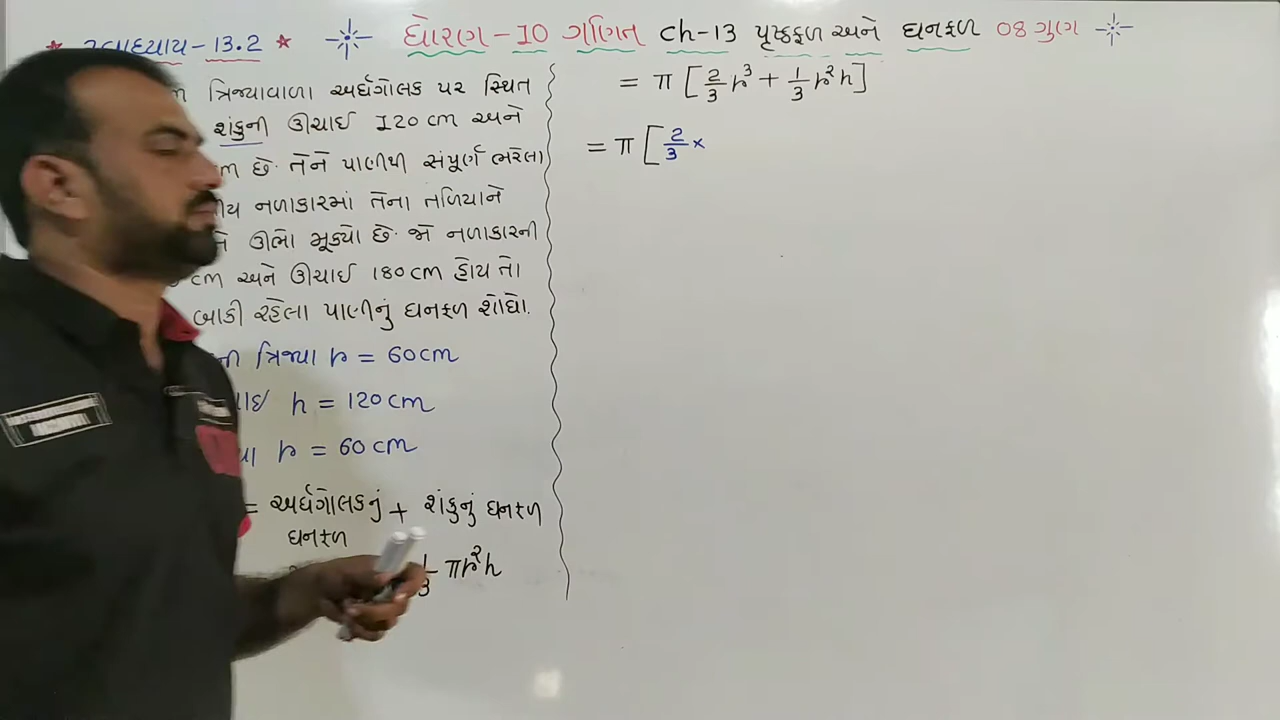 ★ સ્વાધ્યાય - 13.2 ★ ધોરણ - 10 ગણિત ch-13 પૃષ્ઠફળ અને ઘનફળ 08 ગુણ
ત્રિજ્યાવાળા અર્ધગોલક પર સ્થિત
શંકુની ઊંચાઈ 120 cm અને
છે. તેને પાણીથી સંપૂર્ણ ભરેલા
નળાકારમાં તેના તળિયાને
ઊભો મૂક્યો છે. જો નળાકારની
cm અને ઊંચાઈ 180 cm હોય તો
બાકી રહેલા પાણીનું ઘનફળ શોધો.
ત્રિજ્યા r = 60 cm
h = 120 cm
r = 60 cm
= અર્ધગોલકનું + શંકુનું ઘનફળ
ઘનફળ
1/3 πr²h
= π [2/3 r³ + 1/3 r²h]
= π [2/3 ×